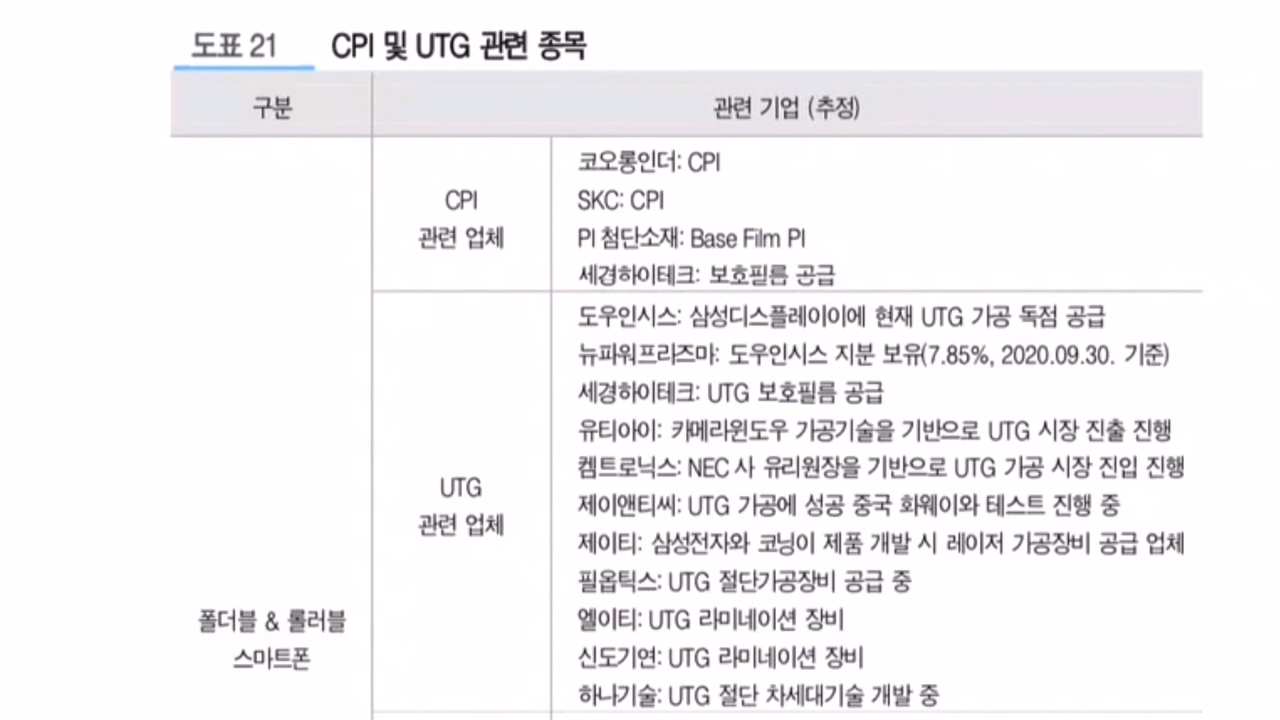 도표 21 CPI 및 UTG 관련 종목
구분 관련 기업 (추정)
폴더블 & 롤러블
스마트폰
CPI
관련 업체
코오롱인더: CPI
SKC: CPI
PI 첨단소재: Base Film PI
세경하이테크: 보호필름 공급
UTG
관련 업체
도우인시스: 삼성디스플레이이에 현재 UTG 가공 독점 공급
뉴파워프라즈마: 도우인시스 지분 보유(7.85%, 2020.09.30. 기준)
세경하이테크: UTG 보호필름 공급
유티아이: 카메라윈도우 가공기술을 기반으로 UTG 시장 진출 진행
켐트로닉스: NEC 사 유리원장을 기반으로 UTG 가공 시장 진입 진행
제이앤티씨: UTG 가공에 성공 중국 화웨이와 테스트 진행 중
제이티: 삼성전자와 코닝이 제품 개발 시 레이저 가공장비 공급 업체
필옵틱스: UTG 절단가공장비 공급 중
엘이티: UTG 라미네이션 장비
신도기연: UTG 라미네이션 장비
하나기술: UTG 절단 차세대기술 개발 중